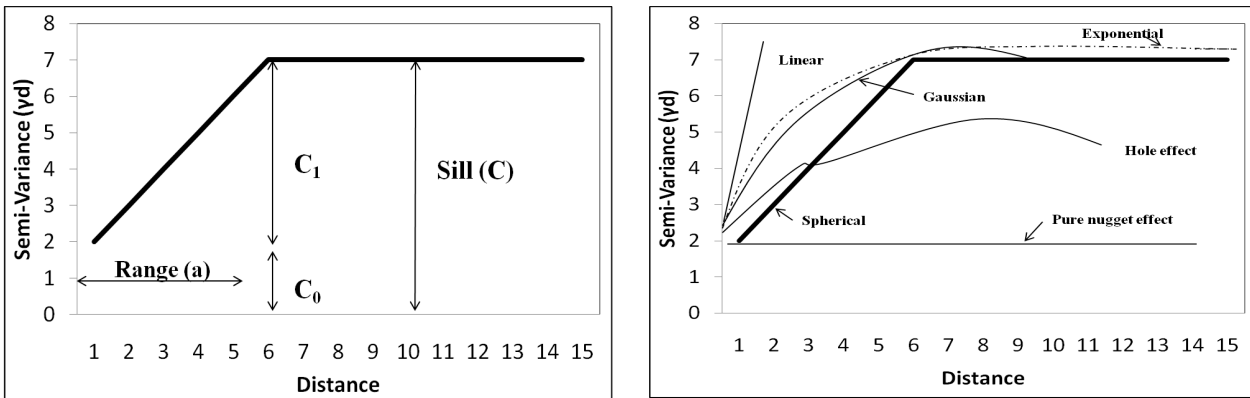 8
7
6
5
4
3
2
1
0
Semi-Variance (γd)
C₁
Sill (C)
Range (a)
C₀
1 2 3 4 5 6 7 8 9 10 11 12 13 14 15
Distance
8
7
6
5
4
3
2
1
0
Semi-Variance (γd)
Exponential
Linear
Gaussian
Hole effect
Spherical
Pure nugget effect
1 2 3 4 5 6 7 8 9 10 11 12 13 14 15
Distance